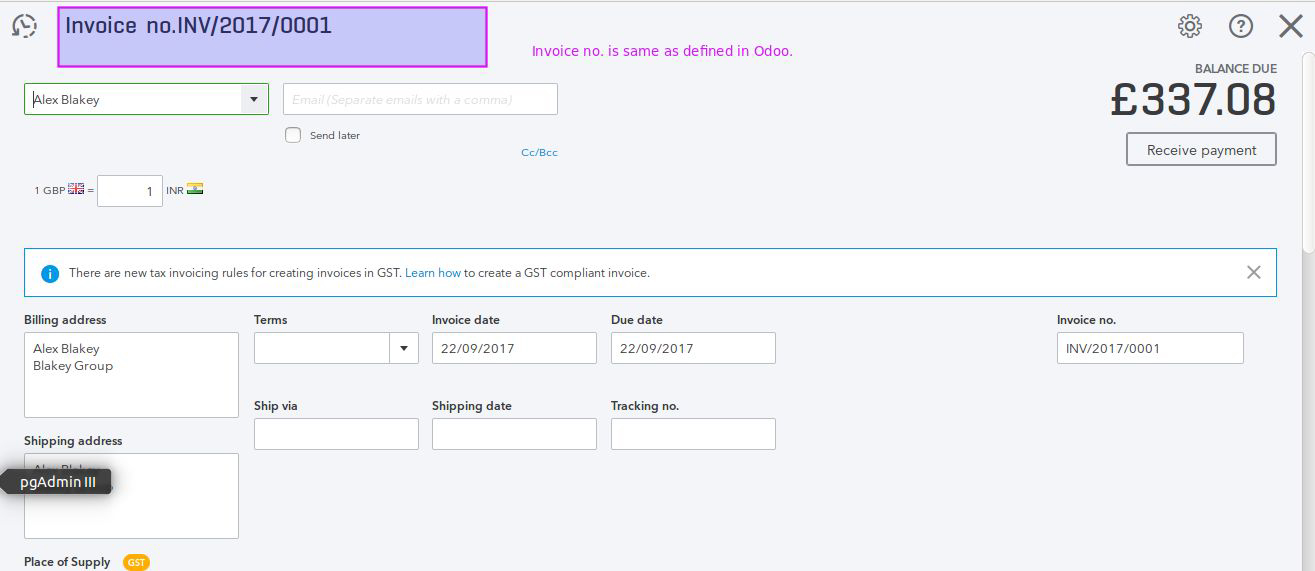 Invoice no.INV/2017/0001
Invoice no. is same as defined in Odoo.
BALANCE DUE
£337.08
Receive payment
Alex Blakey
Email (Separate emails with a comma)
Send later
Cc/Bcc
1 GBP = 1 INR
There are new tax invoicing rules for creating invoices in GST. Learn how to create a GST compliant invoice.
Billing address
Alex Blakey
Blakey Group
Terms
Invoice date
22/09/2017
Due date
22/09/2017
Invoice no.
INV/2017/0001
Ship via
Shipping date
Tracking no.
Shipping address
Alex Blakey
pgAdmin III
Place of Supply GST